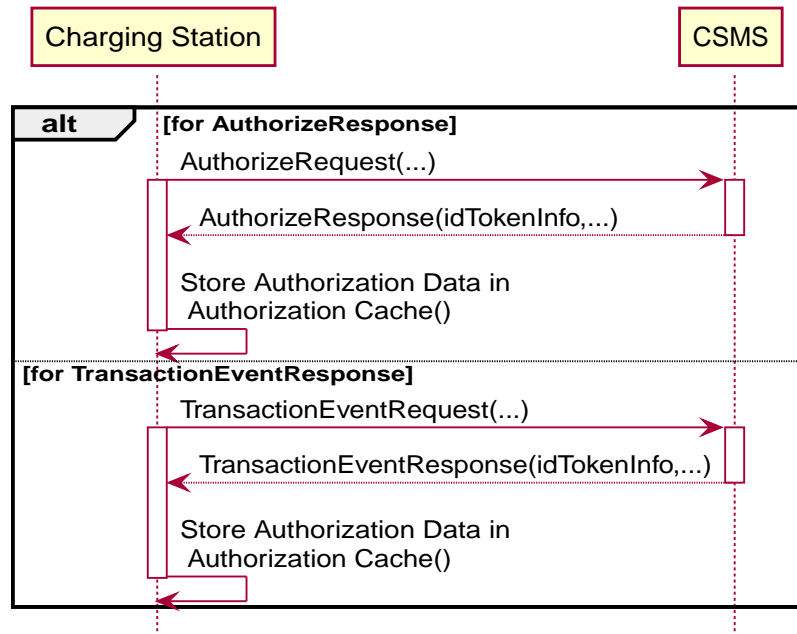 Charging Station
CSMS
alt
[for AuthorizeResponse]
AuthorizeRequest(...)
AuthorizeResponse(idTokenInfo,...)
Store Authorization Data in
Authorization Cache()
[for TransactionEventResponse]
TransactionEventRequest(...)
TransactionEventResponse(idTokenInfo,...)
Store Authorization Data in
Authorization Cache()